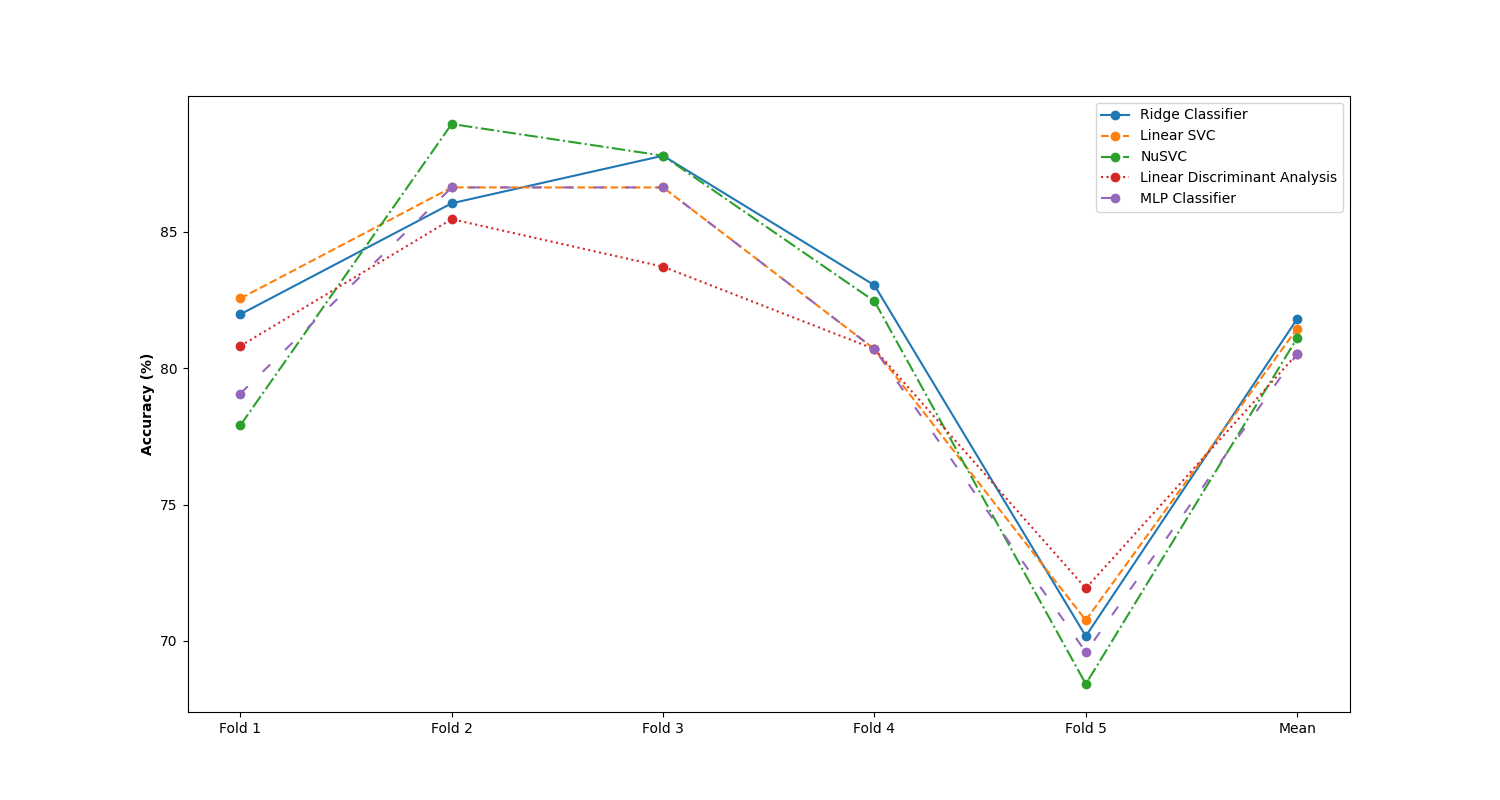 Ridge Classifier
Linear SVC
NuSVC
Linear Discriminant Analysis
MLP Classifier
Accuracy (%)
85
80
75
70
Fold 1 Fold 2 Fold 3 Fold 4 Fold 5 Mean